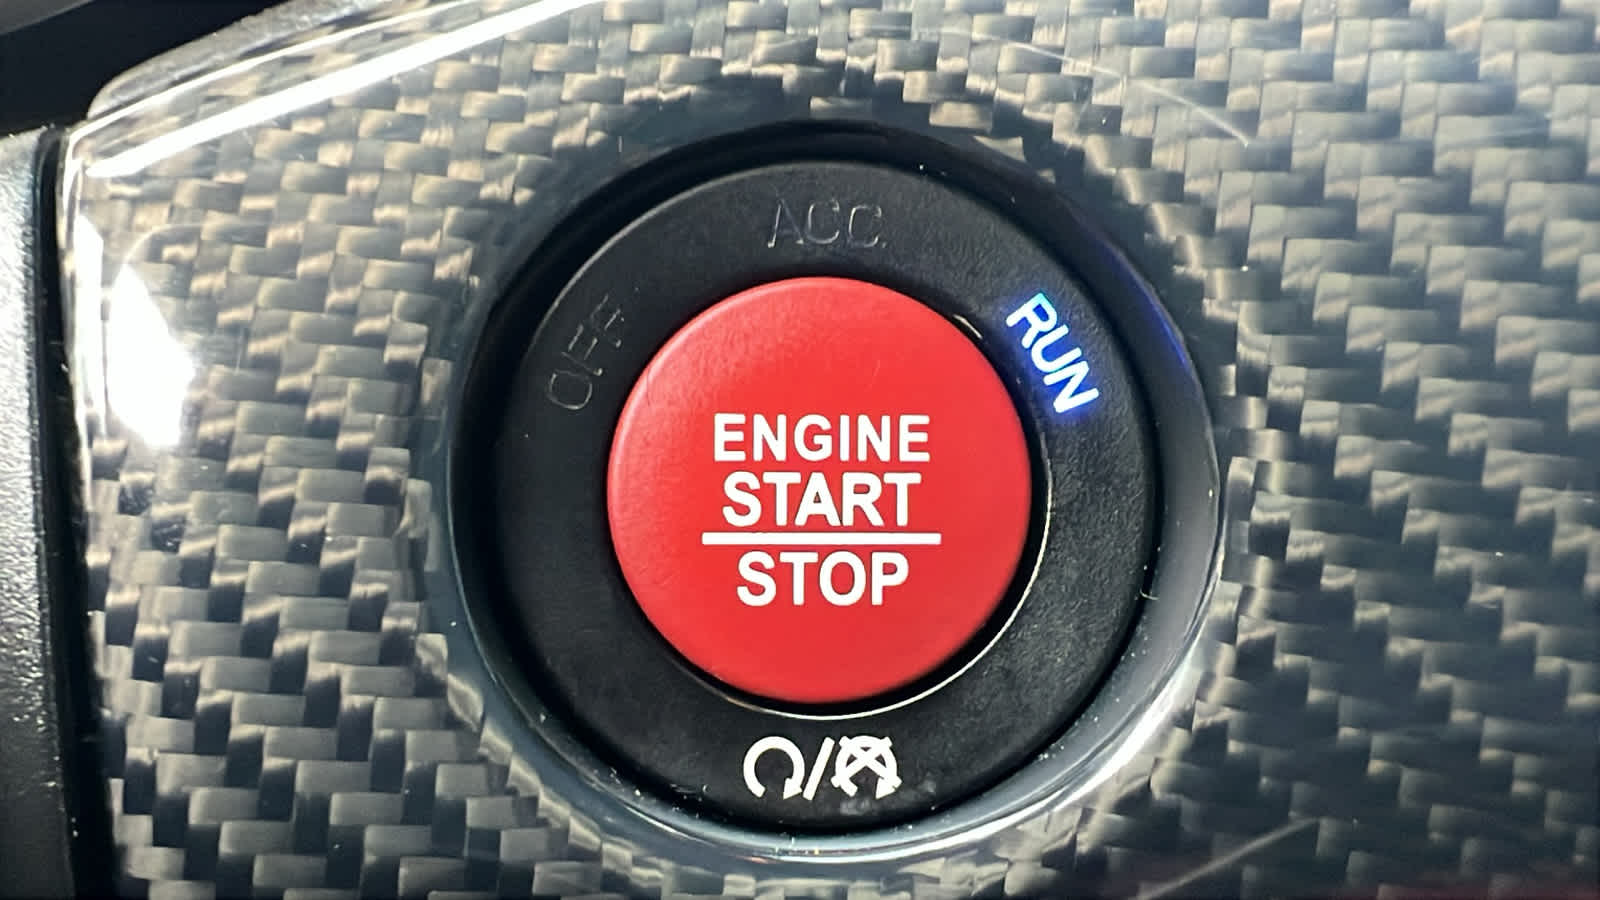 ACC
OFF
RUN
ENGINE
START
STOP